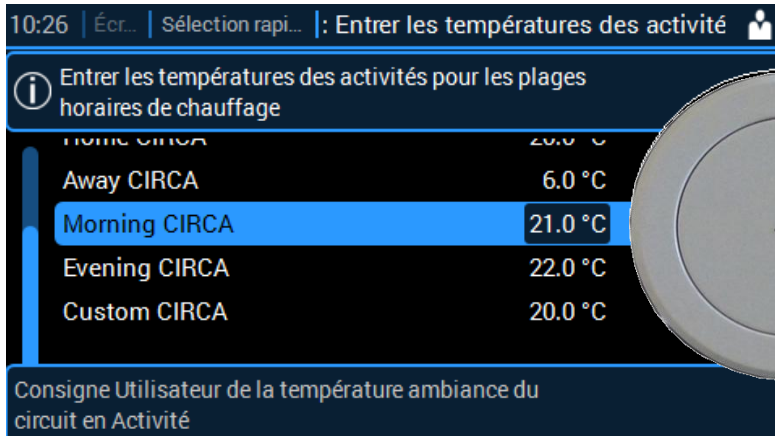 10:26 | Écr... | Sélection rapi... |: Entrer les températures des activité
Entrer les températures des activités pour les plages
horaires de chauffage
Away CIRCA 6.0 °C
Morning CIRCA 21.0 °C
Evening CIRCA 22.0 °C
Custom CIRCA 20.0 °C
Consigne Utilisateur de la température ambiance du
circuit en Activité